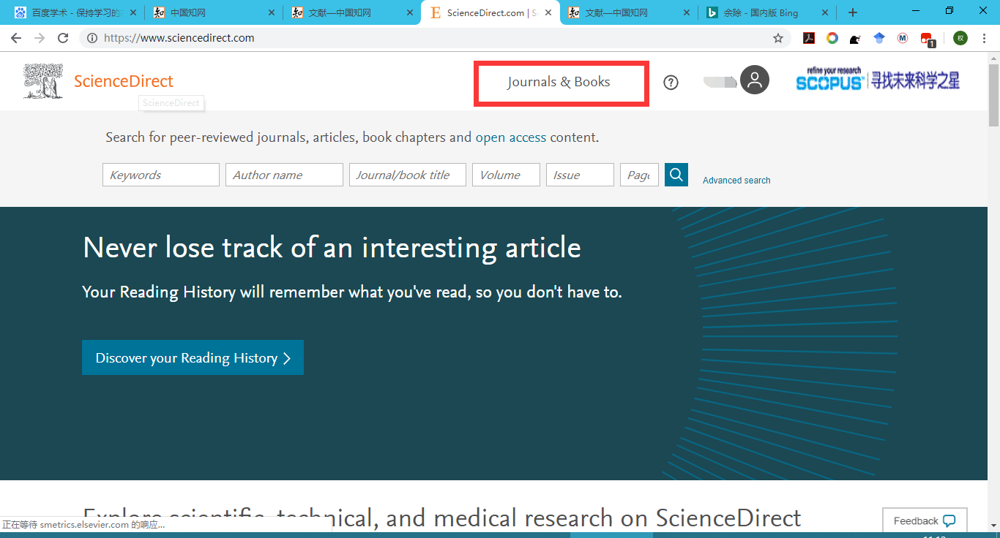 百度学术 - 保持学习的
中国知网
文献—中国知网
ScienceDirect.com | S
文献—中国知网
余除 - 国内版 Bing
https://www.sciencedirect.com
1
权
ScienceDirect
Journals & Books
?
refine your research
SCOPUS™ | 寻找未来科学之星
ScienceDirect
Search for peer-reviewed journals, articles, book chapters and open access content.
Keywords
Author name
Journal/book title
Volume
Issue
Page
Advanced search
Never lose track of an interesting article
Your Reading History will remember what you've read, so you don't have to.
Discover your Reading History
Explore scientific, technical, and medical research on ScienceDirect
正在等待 smetrics.elsevier.com 的响应...
Feedback